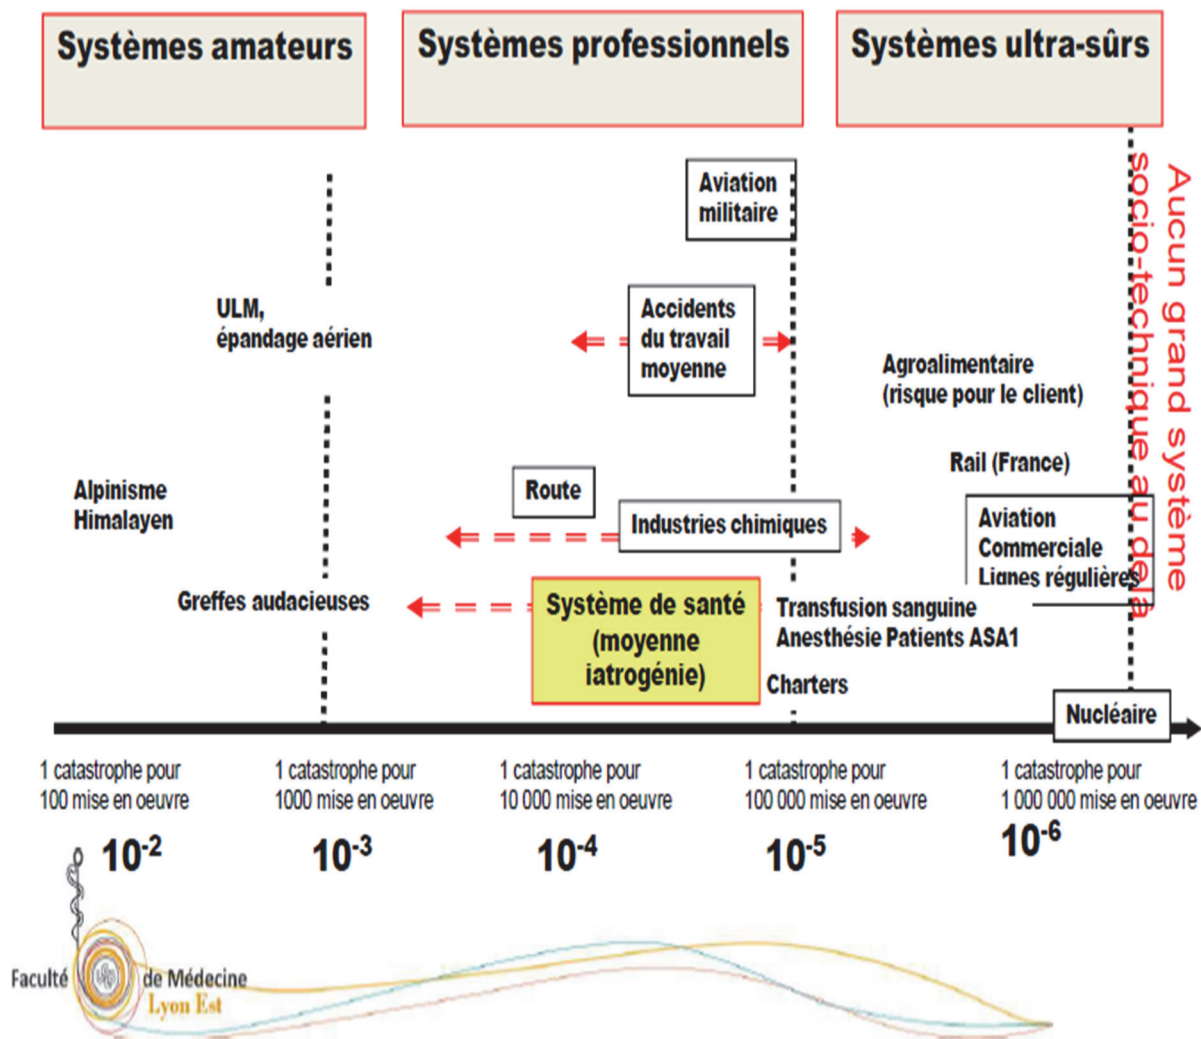 Systèmes amateurs
Systèmes professionnels
Systèmes ultra-sûrs
Aviation
militaire
ULM,
épandage aérien
Accidents
du travail
moyenne
Agroalimentaire
(risque pour le client)
Alpinisme
Himalayen
Route
Rail (France)
Industries chimiques
Aviation
Commerciale
Lignes régulières
Greffes audacieuses
Système de santé
(moyenne
iatrogénie)
Transfusion sanguine
Anesthésie Patients ASA1
Charters
Nucléaire
Aucun grand système
socio-technique au delà
1 catastrophe pour
100 mise en oeuvre
1 catastrophe pour
1000 mise en oeuvre
1 catastrophe pour
10 000 mise en oeuvre
1 catastrophe pour
100 000 mise en oeuvre
1 catastrophe pour
1 000 000 mise en oeuvre
10⁻²
10⁻³
10⁻⁴
10⁻⁵
10⁻⁶
Faculté de Médecine
Lyon Est